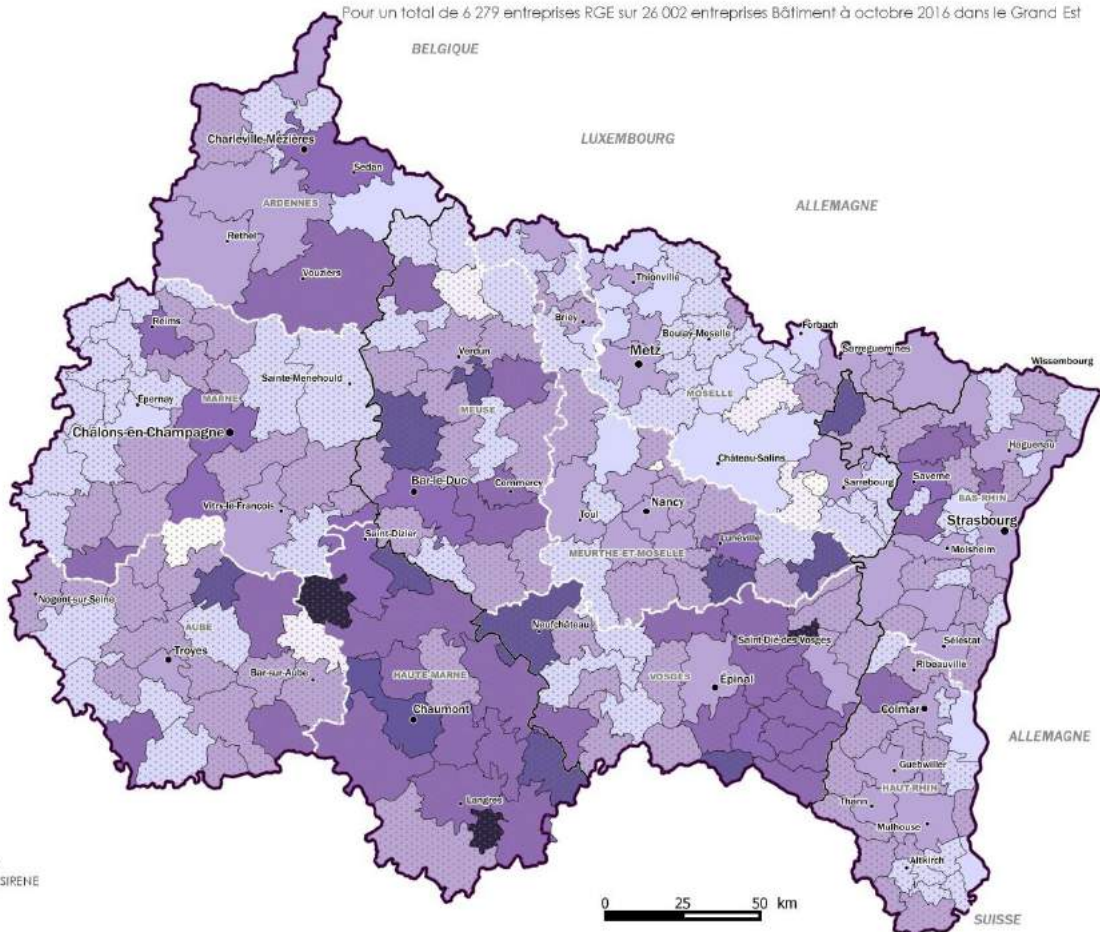 Pour un total de 6 279 entreprises RGE sur 26 002 entreprises Bâtiment à octobre 2016 dans le Grand Est
BELGIQUE
LUXEMBOURG
ALLEMAGNE
Charleville-Mézières
Sedan
ARDENNES
Rethel
Vouziers
Thionville
Reims
Briey
Boulay-Moselle
Forbach
Sarreguemines
Wissembourg
Verdun
Metz
Sainte-Menehould
MOSELLE
Epernay
MARNE
MEUSE
Châlons-en-Champagne
Haguenau
Château-Salins
Bar-le-Duc
Commercy
Sarrebourg
Saverne
BAS-RHIN
Vitry-le-François
Toul
Nancy
Strasbourg
Saint-Dizier
Lunéville
Molsheim
MEURTHE-ET-MOSELLE
Nogent-sur-Seine
Neufchâteau
AUBE
Saint-Dié-des-Vosges
Sélestat
Troyes
Ribeauville
Bar-sur-Aube
HAUTE-MARNE
VOSGES
Épinal
Chaumont
Colmar
ALLEMAGNE
Guebwiller
HAUT-RHIN
Langres
Thann
Mulhouse
Altkirch
SIRENE
0 25 50 km
SUISSE